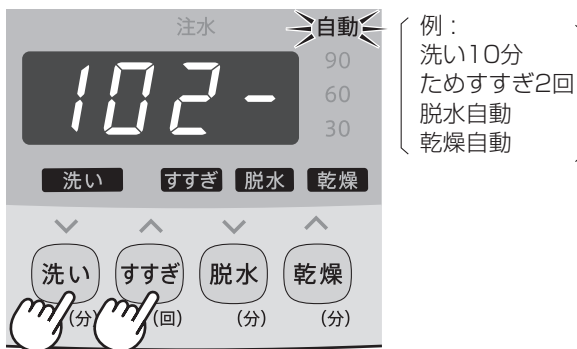 注水
自動
90
60
30
102-
洗い すすぎ 脱水 乾燥
洗い すすぎ 脱水 乾燥
(分) (回) (分) (分)
例：
洗い10分
ためすすぎ2回
脱水自動
乾燥自動